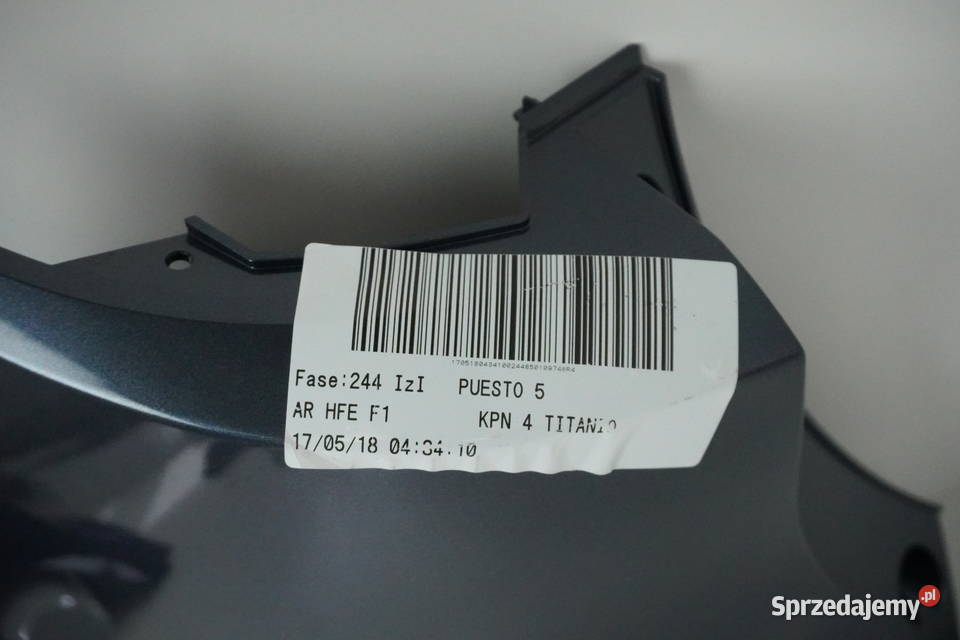 Fase:244 IzI PUESTO 5
AR HFE F1 KPN 4 TITANIO
17/05/18 04:34:10
Sprzedajemy.pl